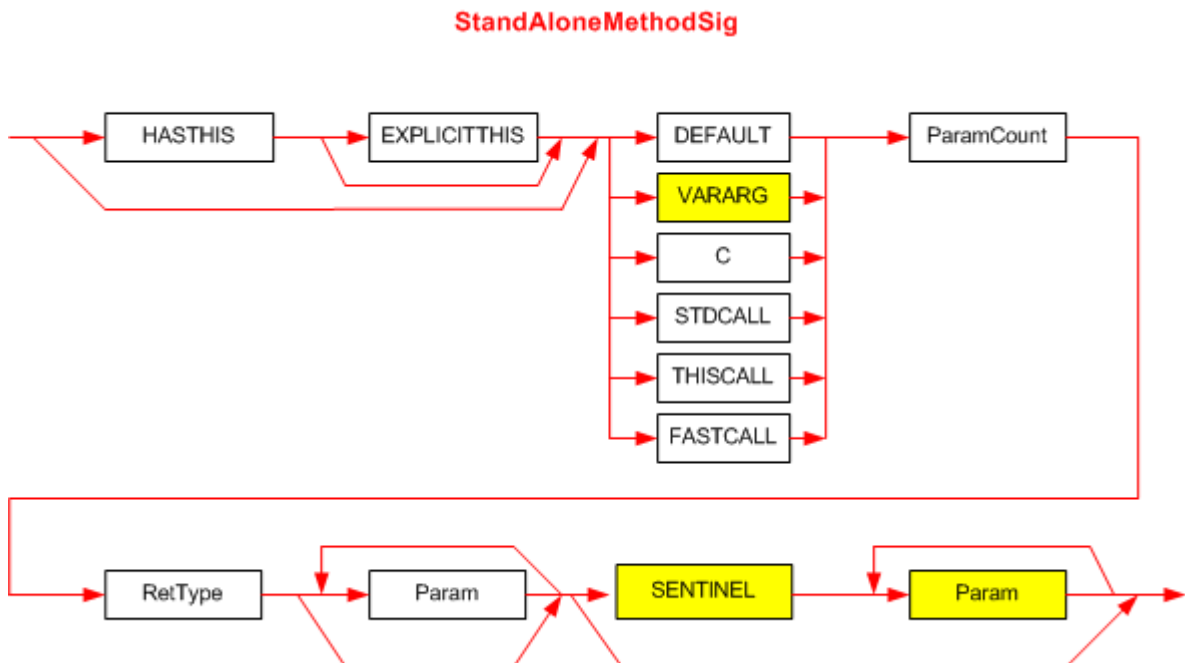 StandAloneMethodSig
HASTHIS
EXPLICITTHIS
DEFAULT
ParamCount
VARARG
C
STDCALL
THISCALL
FASTCALL
RetType
Param
SENTINEL
Param